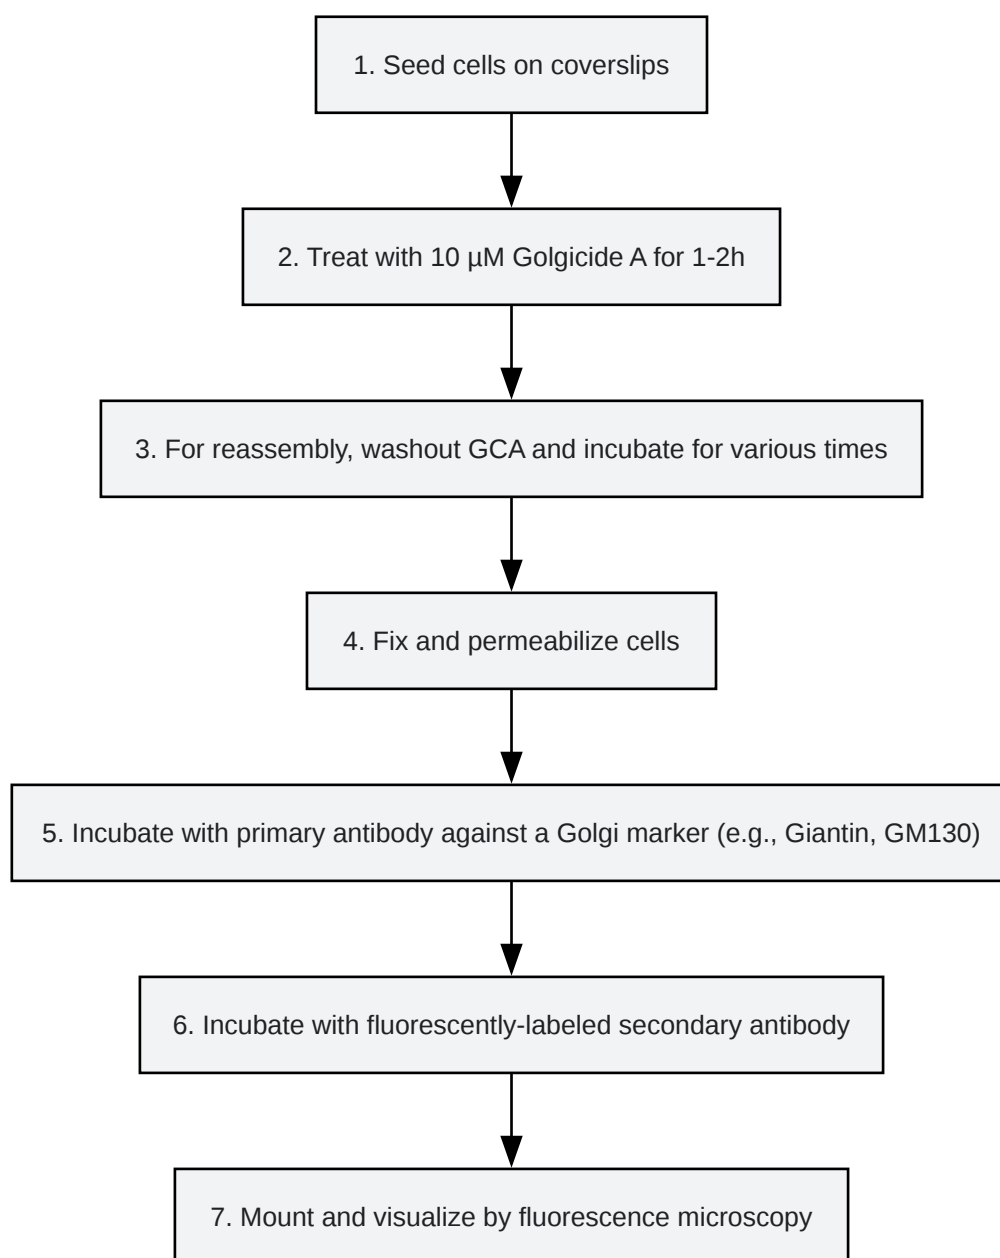 1. Seed cells on coverslips
2. Treat with 10 µM Golgicide A for 1-2h
3. For reassembly, washout GCA and incubate for various times
4. Fix and permeabilize cells
5. Incubate with primary antibody against a Golgi marker (e.g., Giantin, GM130)
6. Incubate with fluorescently-labeled secondary antibody
7. Mount and visualize by fluorescence microscopy